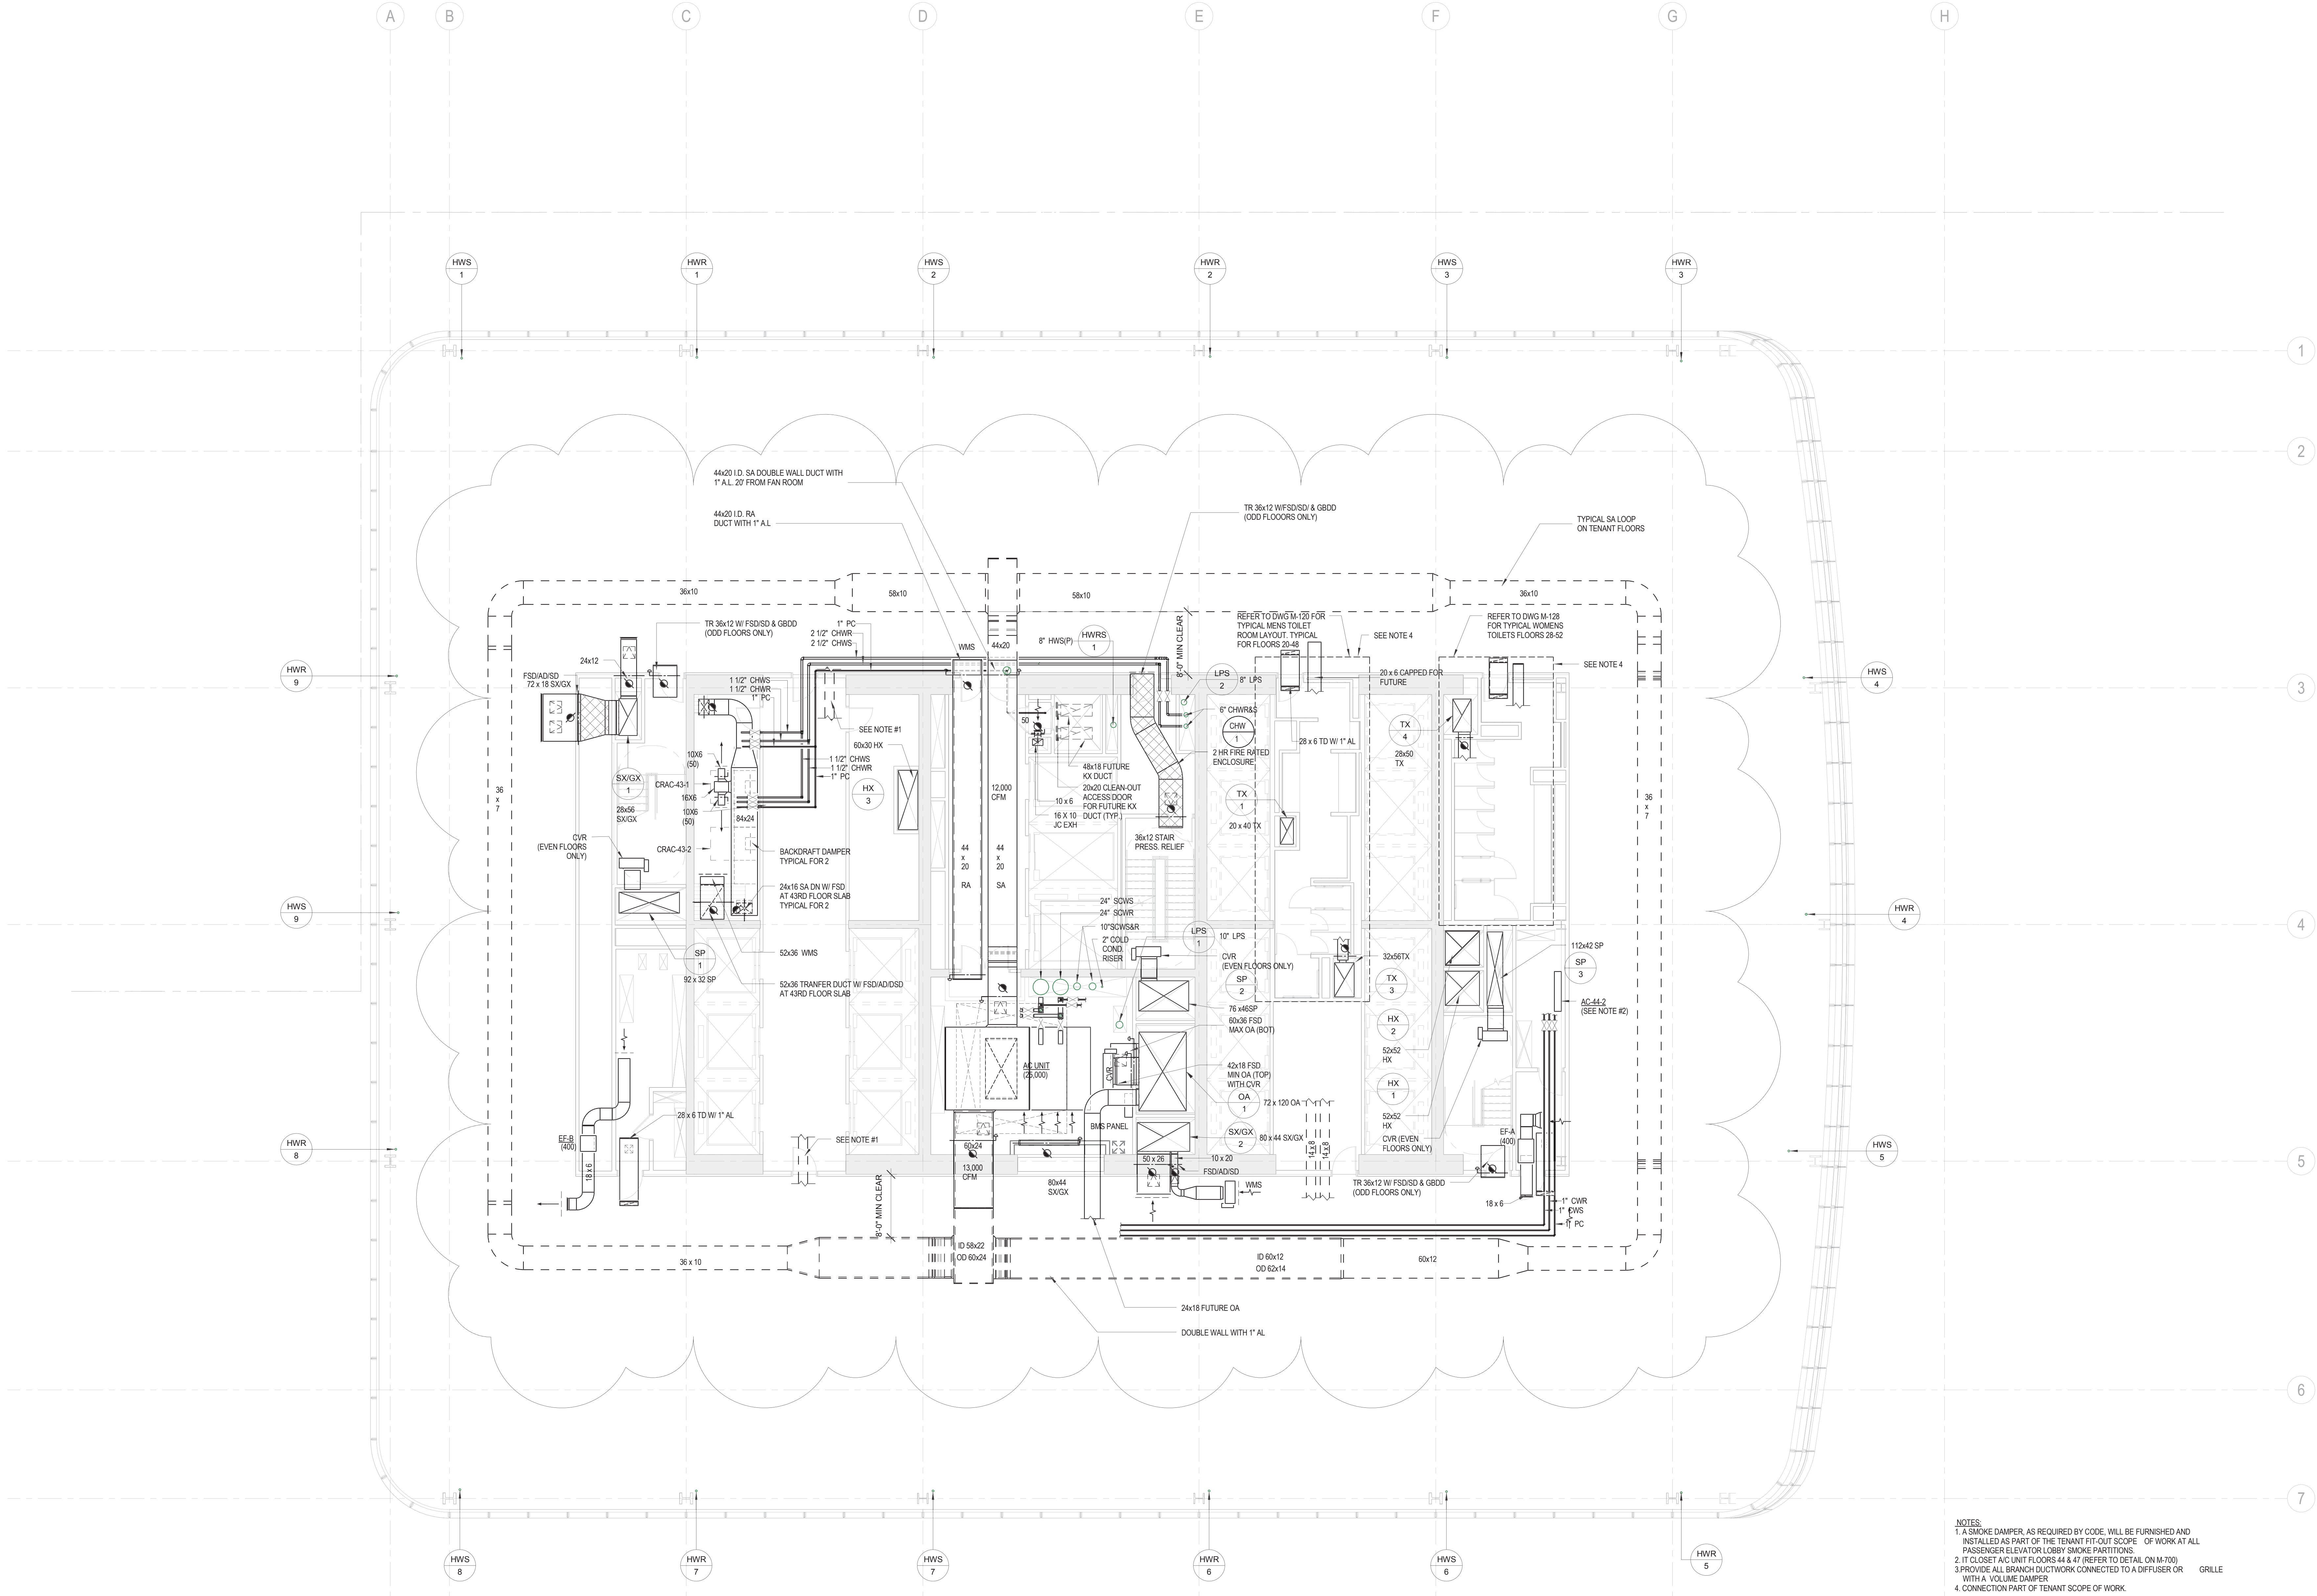 A
B
C
D
E
F
G
H
HWS
1
HWR
1
HWS
2
HWR
2
HWS
3
HWR
3
1
2
44x20 I.D. SA DOUBLE WALL DUCT WITH
1" A.L. 20' FROM FAN ROOM
44x20 I.D. RA
DUCT WITH 1" A.L
TR 36x12 W/FSD/SD/ & GBDD
(ODD FLOOORS ONLY)
TYPICAL SA LOOP
ON TENANT FLOORS
36x10
58x10
58x10
36x10
TR 36x12 W/ FSD/SD & GBDD
(ODD FLOORS ONLY)
1" PC
2 1/2" CHWR
2 1/2" CHWS
WMS
44x20
8" HWS(P)
HWRS
1
8'-0" MIN CLEAR
REFER TO DWG M-120 FOR
TYPICAL MENS TOILET
ROOM LAYOUT. TYPICAL
FOR FLOORS 20-48
SEE NOTE 4
REFER TO DWG M-128
FOR TYPICAL WOMENS
TOILETS FLOORS 28-52
SEE NOTE 4
24x12
FSD/AD/SD
72 x 18 SX/GX
1 1/2" CHWS
1 1/2" CHWR
1" PC
LPS
2
8" LPS
20 x 6 CAPPED FOR
FUTURE
HWR
9
HWS
4
3
6" CHWR&S
CHW
1
50
SEE NOTE #1
60x30 HX
28 x 6 TD W/ 1" AL
TX
4
28x50
TX
2 HR FIRE RATED
ENCLOSURE
10X6
(50)
1 1/2" CHWS
1 1/2" CHWR
1" PC
48x18 FUTURE
KX DUCT
20x20 CLEAN-OUT
ACCESS DOOR
FOR FUTURE KX
DUCT (TYP.)
SX/GX
1
28x56
SX/GX
CRAC-43-1
16X6
10X6
(50)
84x24
HX
3
12,000
CFM
10 x 6
16 X 10
JC EXH
TX
1
20 x 40 TX
36
x
7
36
x
7
CVR
(EVEN FLOORS
ONLY)
CRAC-43-2
BACKDRAFT DAMPER
TYPICAL FOR 2
44
x
20
RA
44
x
20
SA
36x12 STAIR
PRESS. RELIEF
24x16 SA DN W/ FSD
AT 43RD FLOOR SLAB
TYPICAL FOR 2
HWS
9
24" SCWS
24" SCWR
10"SCWS&R
2" COLD
COND.
RISER
LPS
1
10" LPS
HWR
4
4
SP
1
92 x 32 SP
52x36 WMS
52x36 TRANFER DUCT W/ FSD/AD/DSD
AT 43RD FLOOR SLAB
CVR
(EVEN FLOORS ONLY)
SP
2
32x56TX
TX
3
112x42 SP
SP
3
76 x46SP
60x36 FSD
MAX OA (BOT)
AC-44-2
(SEE NOTE #2)
HX
2
52x52
HX
AC UNIT
(25,000)
CVR
42x18 FSD
MIN OA (TOP)
WITH CVR
OA
1
72 x 120 OA
HX
1
52x52
HX
28 x 6 TD W/ 1" AL
BMS PANEL
SX/GX
2
80 x 44 SX/GX
14 x 8
14 x 8
CVR (EVEN
FLOORS ONLY)
EF-A
(400)
HWR
8
EF-B
(400)
18 x 6
SEE NOTE #1
60x24
13,000
CFM
50 x 26
10 x 20
FSD/AD/SD
HWS
5
5
8'-0" MIN CLEAR
80x44
SX/GX
WMS
TR 36x12 W/ FSD/SD & GBDD
(ODD FLOORS ONLY)
18 x 6
1" CWR
1" CWS
1" PC
36 x 10
ID 58x22
OD 60x24
ID 60x12
OD 62x14
60x12
24x18 FUTURE OA
DOUBLE WALL WITH 1" AL
6
7
HWS
8
HWR
7
HWS
7
HWR
6
HWS
6
HWR
5
NOTES:
1. A SMOKE DAMPER, AS REQUIRED BY CODE, WILL BE FURNISHED AND
INSTALLED AS PART OF THE TENANT FIT-OUT SCOPE OF WORK AT ALL
PASSENGER ELEVATOR LOBBY SMOKE PARTITIONS.
2. IT CLOSET A/C UNIT FLOORS 44 & 47 (REFER TO DETAIL ON M-700)
3.PROVIDE ALL BRANCH DUCTWORK CONNECTED TO A DIFFUSER OR GRILLE
WITH A VOLUME DAMPER
4. CONNECTION PART OF TENANT SCOPE OF WORK.